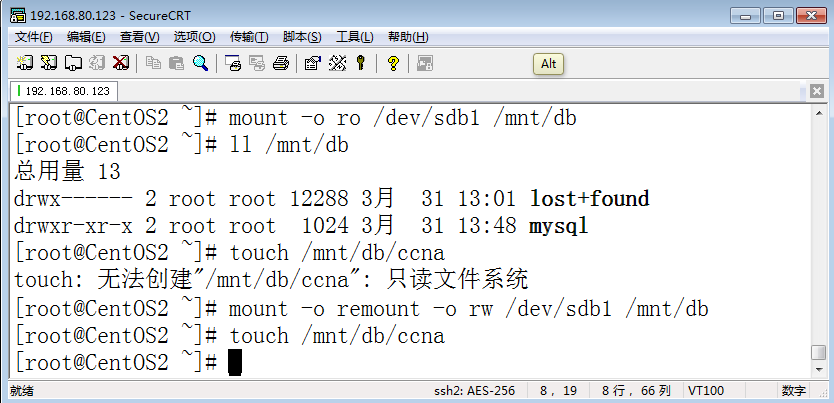 192.168.80.123 - SecureCRT
文件(F) 编辑(E) 查看(V) 选项(O) 传输(T) 脚本(S) 工具(L) 帮助(H)
Alt
192.168.80.123
[root@CentOS2 ~]# mount -o ro /dev/sdb1 /mnt/db
[root@CentOS2 ~]# ll /mnt/db
总用量 13
drwx------ 2 root root 12288 3月  31 13:01 lost+found
drwxr-xr-x 2 root root  1024 3月  31 13:48 mysql
[root@CentOS2 ~]# touch /mnt/db/ccna
touch: 无法创建"/mnt/db/ccna": 只读文件系统
[root@CentOS2 ~]# mount -o remount -o rw /dev/sdb1 /mnt/db
[root@CentOS2 ~]# touch /mnt/db/ccna
[root@CentOS2 ~]#
就绪 ssh2: AES-256 8, 19 8 行, 66 列 VT100 数字